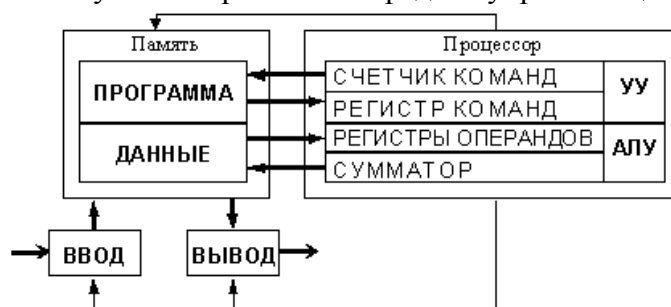 Память
Процессор
ПРОГРАММА
ДАННЫЕ
СЧЕТЧИК КОМАНД
РЕГИСТР КОМАНД
УУ
РЕГИСТРЫ ОПЕРАНДОВ
СУММАТОР
АЛУ
ВВОД
ВЫВОД